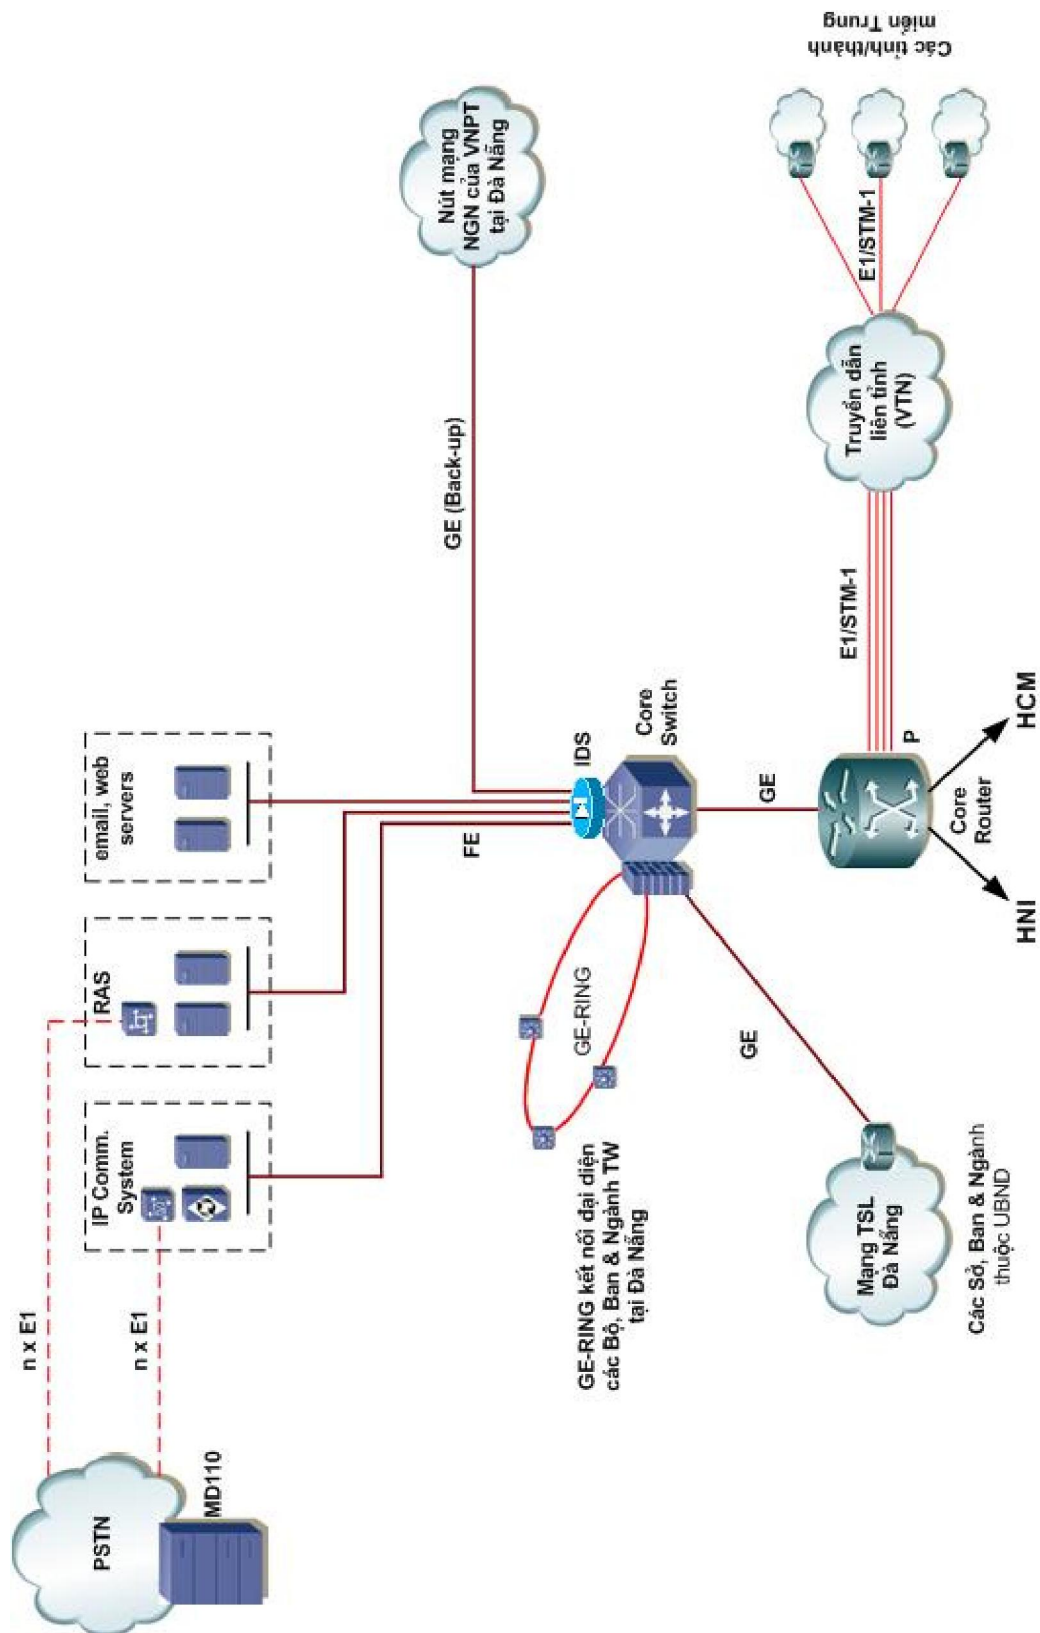 PSTN
MD110
n x E1
n x E1
IP Comm.
System
RAS
email, web
servers
FE
GE (Back-up)
Nút mạng
NGN của VNPT
tại Đà Nẵng
GE-RING
IDS
Core
Switch
GE-RING kết nối đại diện
các Bộ, Ban & Ngành TW
tại Đà Nẵng
GE
GE
Mạng TSL
Đà Nẵng
Các Sở, Ban & Ngành
thuộc UBND
P
Core
Router
HNI
HCM
E1/STM-1
Truyền dẫn
liên tỉnh
(VTN)
E1/STM-1
Các tỉnh/thành
miền Trung